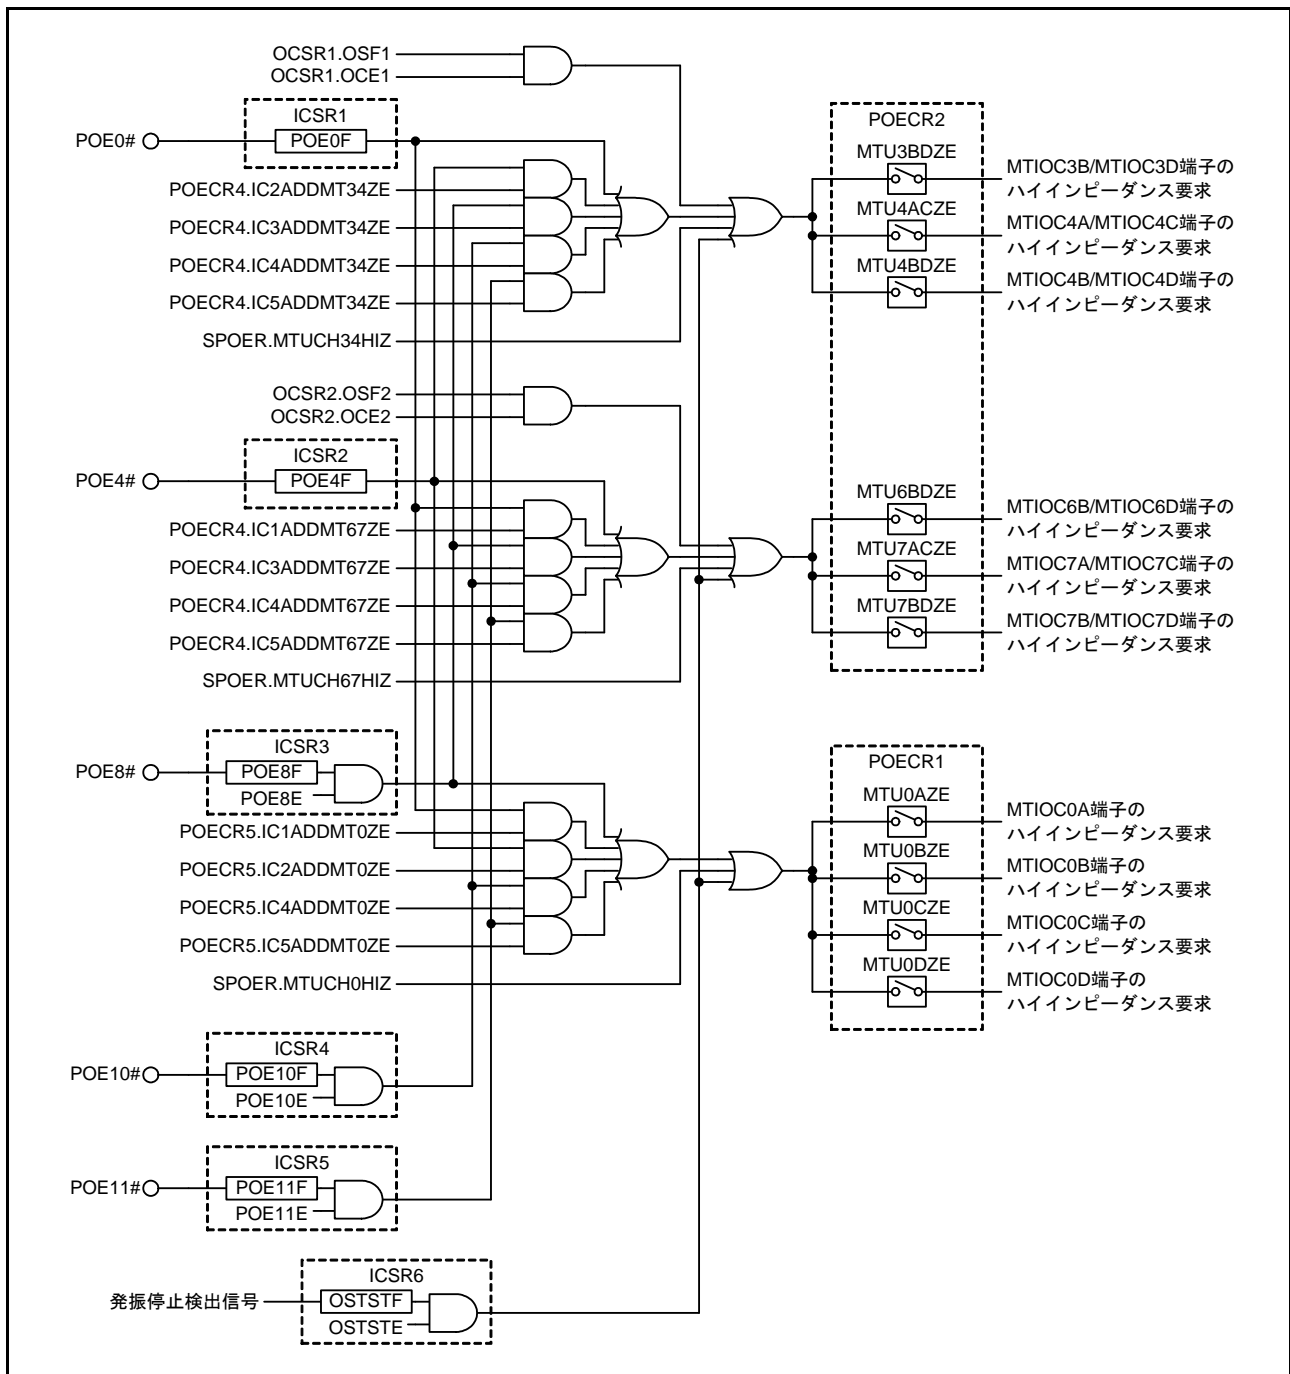 OCSR1.OSF1
OCSR1.OCE1
ICSR1
POE0#
POE0F
POECR4.IC2ADDMT34ZE
POECR4.IC3ADDMT34ZE
POECR4.IC4ADDMT34ZE
POECR4.IC5ADDMT34ZE
SPOER.MTUCH34HIZ
POECR2
MTU3BDZE
MTIOC3B/MTIOC3D端子の
ハイインピーダンス要求
MTU4ACZE
MTIOC4A/MTIOC4C端子の
ハイインピーダンス要求
MTU4BDZE
MTIOC4B/MTIOC4D端子の
ハイインピーダンス要求
OCSR2.OSF2
OCSR2.OCE2
ICSR2
POE4#
POE4F
POECR4.IC1ADDMT67ZE
POECR4.IC3ADDMT67ZE
POECR4.IC4ADDMT67ZE
POECR4.IC5ADDMT67ZE
SPOER.MTUCH67HIZ
MTU6BDZE
MTIOC6B/MTIOC6D端子の
ハイインピーダンス要求
MTU7ACZE
MTIOC7A/MTIOC7C端子の
ハイインピーダンス要求
MTU7BDZE
MTIOC7B/MTIOC7D端子の
ハイインピーダンス要求
ICSR3
POE8#
POE8F
POE8E
POECR5.IC1ADDMT0ZE
POECR5.IC2ADDMT0ZE
POECR5.IC4ADDMT0ZE
POECR5.IC5ADDMT0ZE
SPOER.MTUCH0HIZ
POECR1
MTU0AZE
MTIOC0A端子の
ハイインピーダンス要求
MTU0BZE
MTIOC0B端子の
ハイインピーダンス要求
MTU0CZE
MTIOC0C端子の
ハイインピーダンス要求
MTU0DZE
MTIOC0D端子の
ハイインピーダンス要求
ICSR4
POE10#
POE10F
POE10E
ICSR5
POE11#
POE11F
POE11E
ICSR6
発振停止検出信号
OSTSTF
OSTSTE